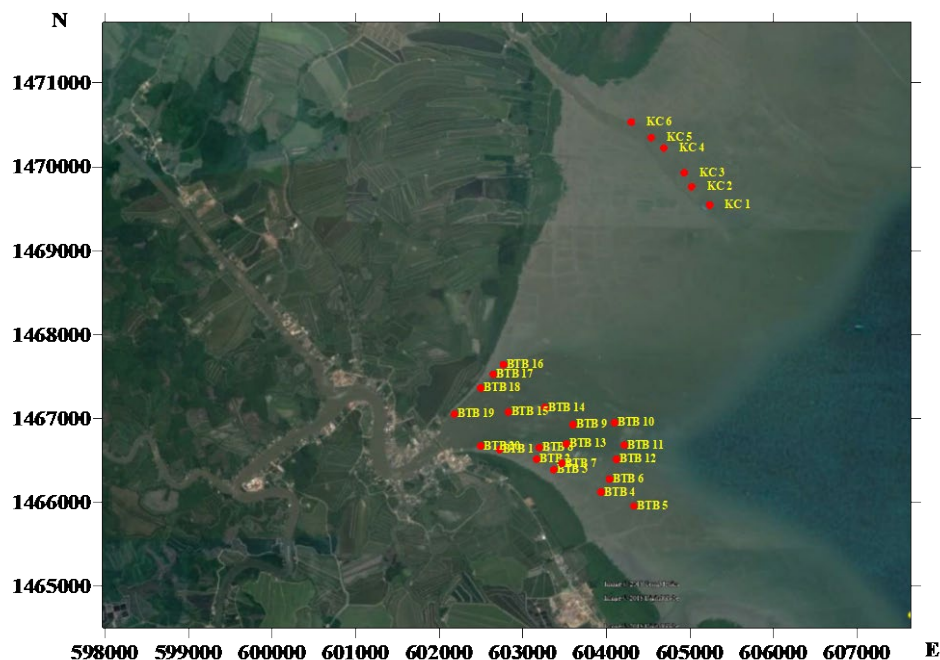 N
1471000
KC 6
KC 5
KC 4
1470000
KC 3
KC 2
KC 1
1469000
1468000
BTB 16
BTB 17
BTB 18
BTB 14
BTB 19
BTB 15
1467000
BTB 10
BTB 9
BTB 13
BTB 11
BTB 1
BTB 2
BTB 7
BTB 12
BTB 3
BTB 6
BTB 4
1466000
BTB 5
1465000
598000 599000 600000 601000 602000 603000 604000 605000 606000 607000 E